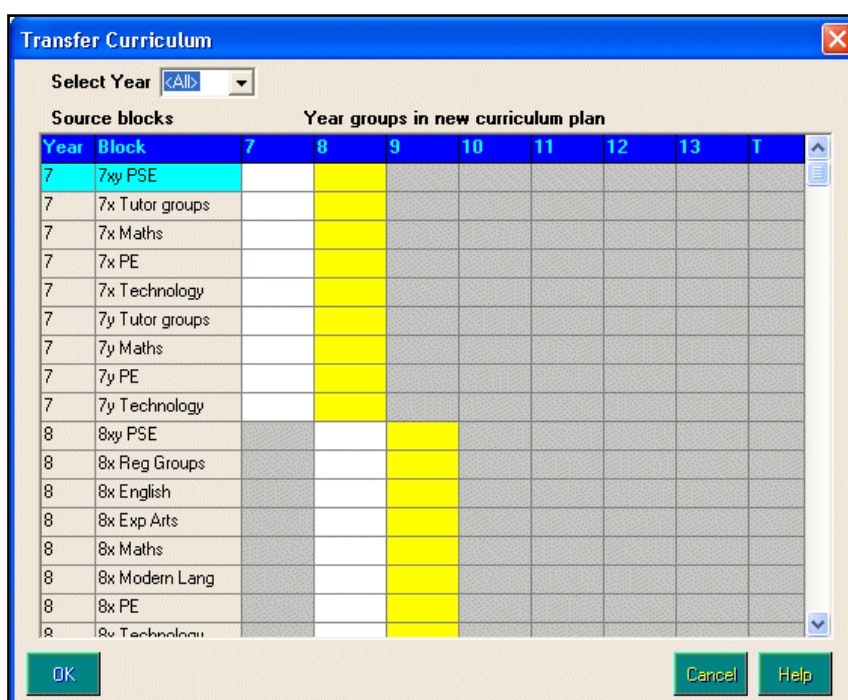 Transfer Curriculum
Select Year <All>
Source blocks Year groups in new curriculum plan
Year Block 7 8 9 10 11 12 13 T
7 7xy PSE
7 7x Tutor groups
7 7x Maths
7 7x PE
7 7x Technology
7 7y Tutor groups
7 7y Maths
7 7y PE
7 7y Technology
8 8xy PSE
8 8x Reg Groups
8 8x English
8 8x Exp Arts
8 8x Maths
8 8x Modern Lang
8 8x PE
8 8x Technology
OK Cancel Help